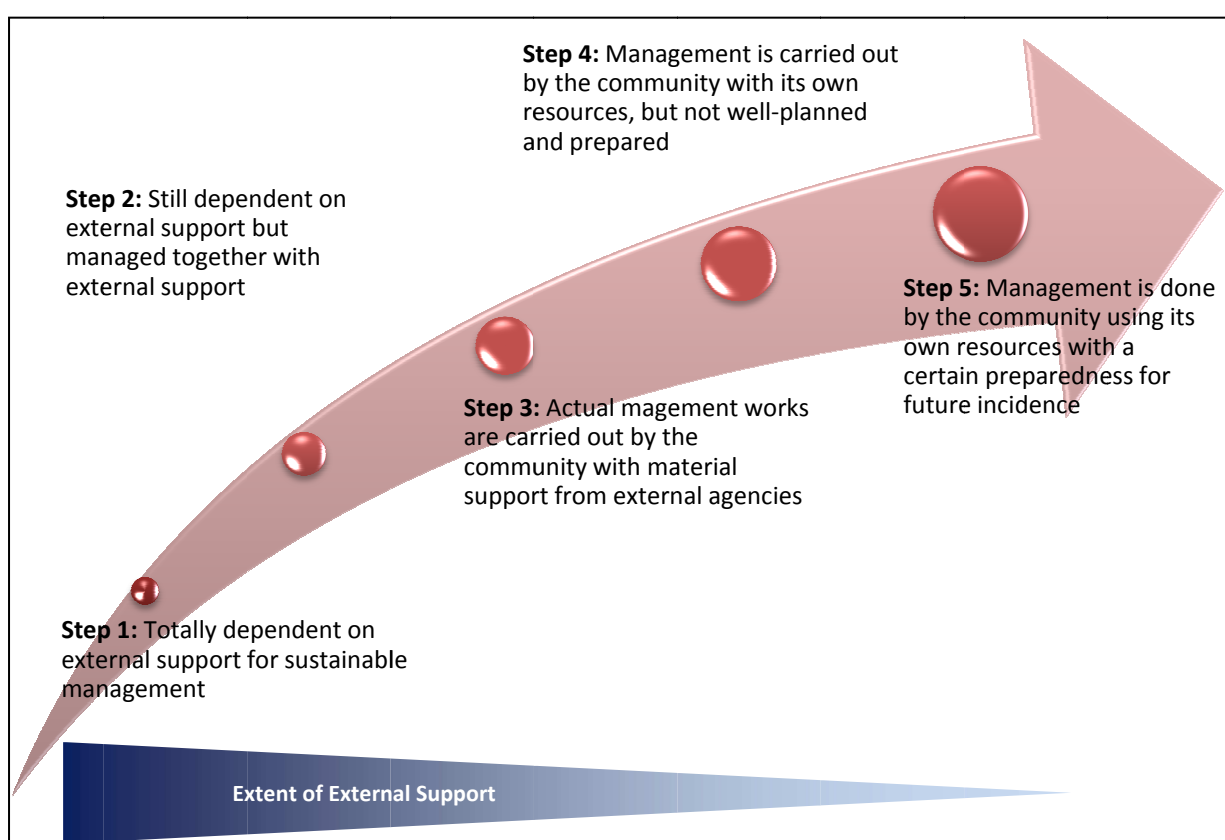 Step 4: Management is carried out
by the community with its own
resources, but not well-planned
and prepared
Step 2: Still dependent on
external support but
managed together with
external support
Step 5: Management is done
by the community using its
own resources with a
certain preparedness for
future incidence
Step 3: Actual magement works
are carried out by the
community with material
support from external agencies
Step 1: Totally dependent on
external support for sustainable
management
Extent of External Support